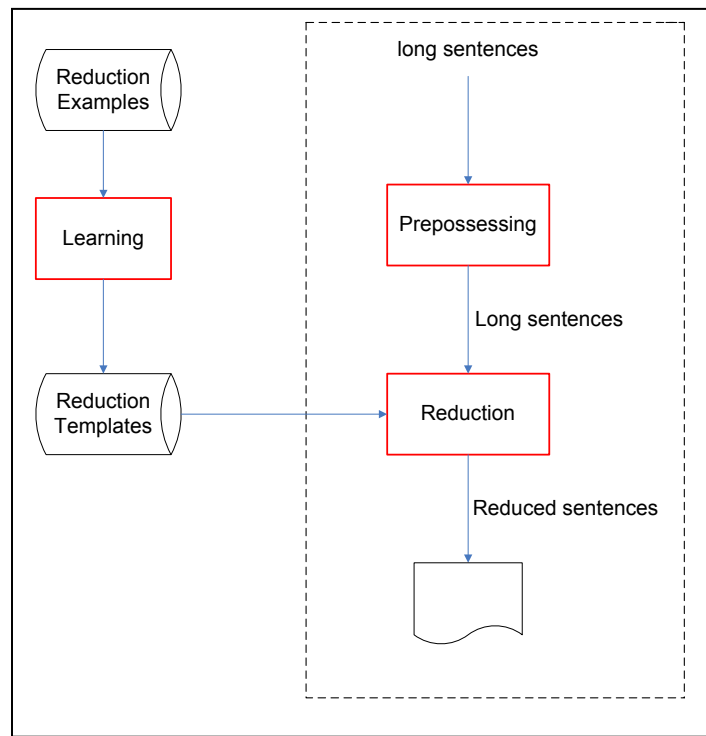 Reduction
Examples
Learning
Reduction
Templates
long sentences
Prepossessing
Long sentences
Reduction
Reduced sentences